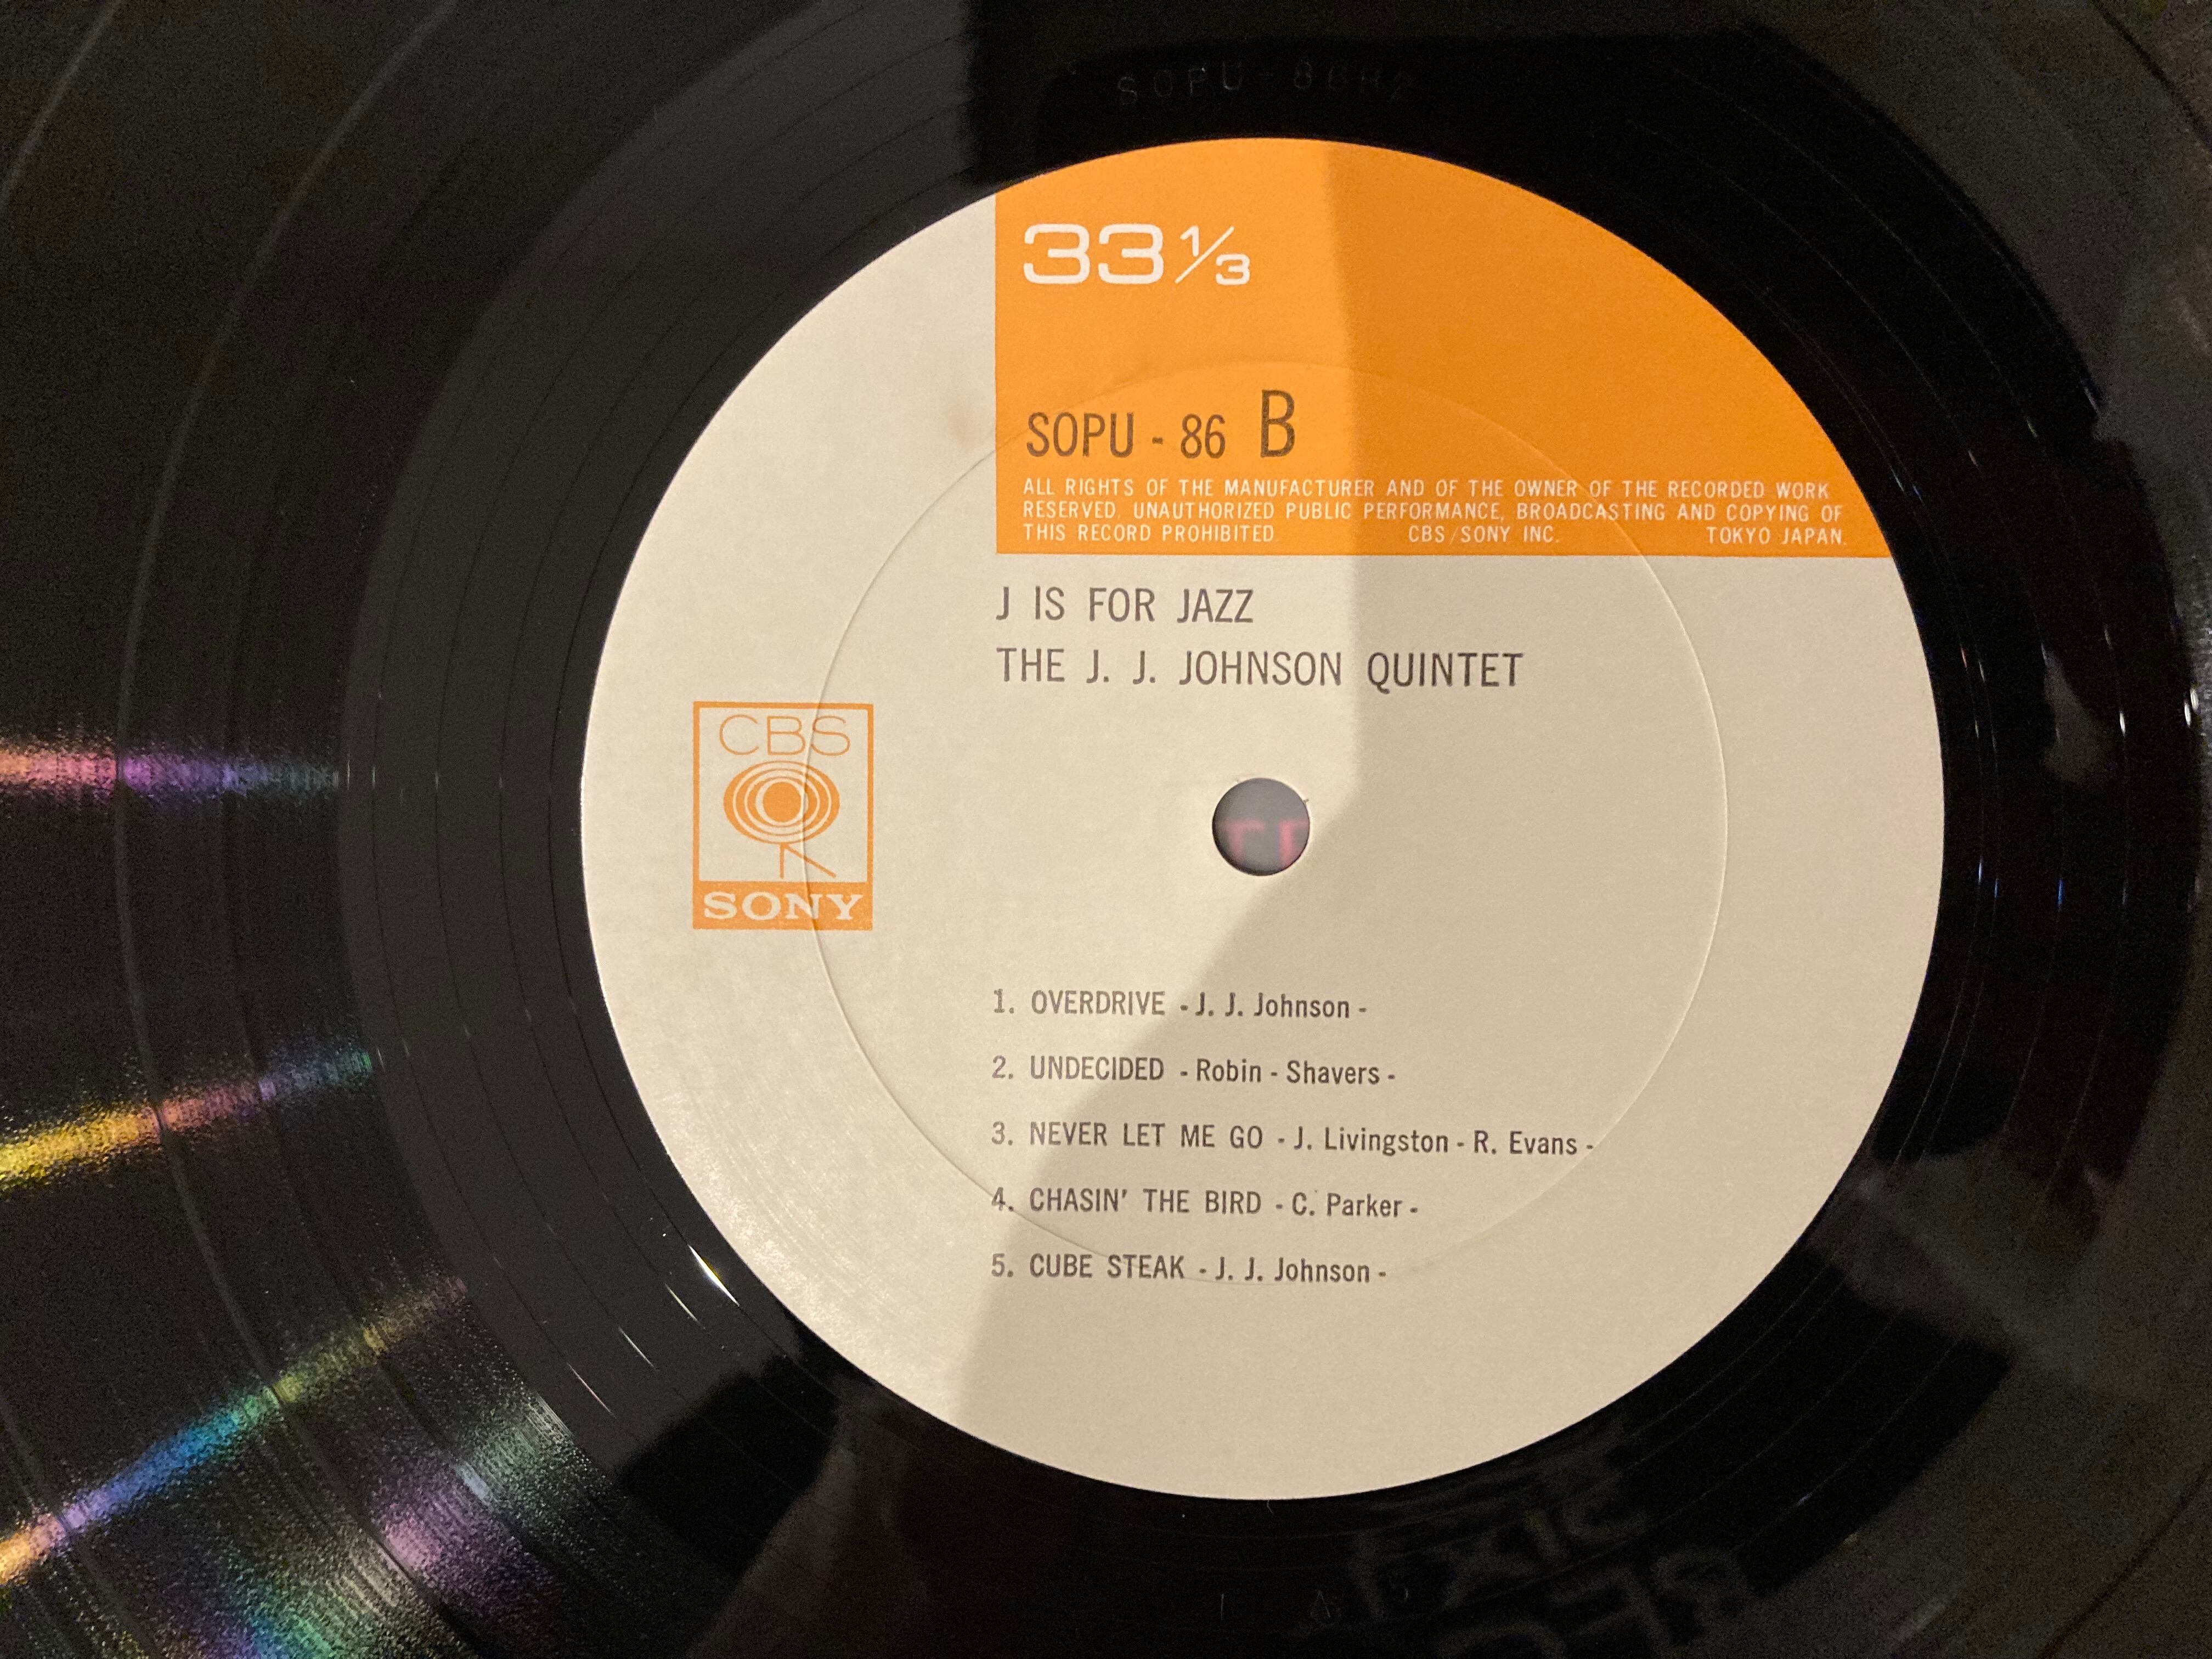 33 1/3
SOPU - 86 B
ALL RIGHTS OF THE MANUFACTURER AND OF THE OWNER OF THE RECORDED WORK
RESERVED. UNAUTHORIZED PUBLIC PERFORMANCE, BROADCASTING AND COPYING OF
THIS RECORD PROHIBITED. CBS/SONY INC. TOKYO JAPAN.
J IS FOR JAZZ
THE J. J. JOHNSON QUINTET
CBS
SONY
1. OVERDRIVE - J. J. Johnson -
2. UNDECIDED - Robin - Shavers -
3. NEVER LET ME GO - J. Livingston - R. Evans -
4. CHASIN' THE BIRD - C. Parker -
5. CUBE STEAK - J. J. Johnson -